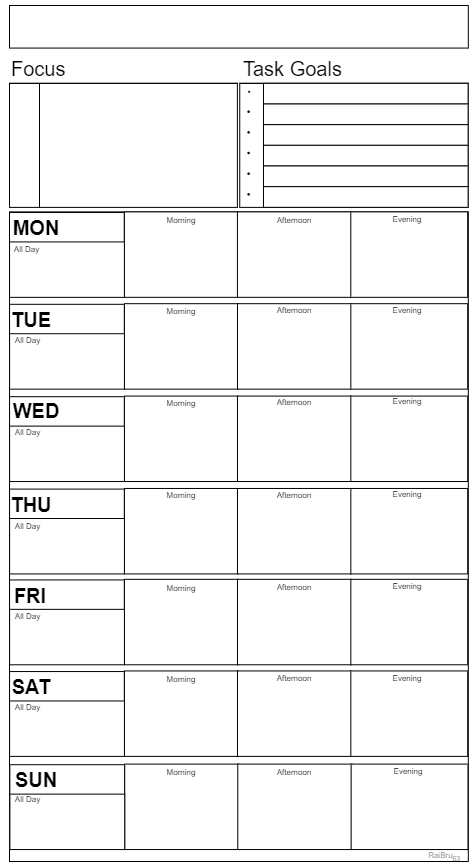 Focus Task Goals
•
•
•
•
•
•
MON Morning Afternoon Evening
All Day
TUE Morning Afternoon Evening
All Day
WED Morning Afternoon Evening
All Day
THU Morning Afternoon Evening
All Day
FRI Morning Afternoon Evening
All Day
SAT Morning Afternoon Evening
All Day
SUN Morning Afternoon Evening
All Day
RaiBru53